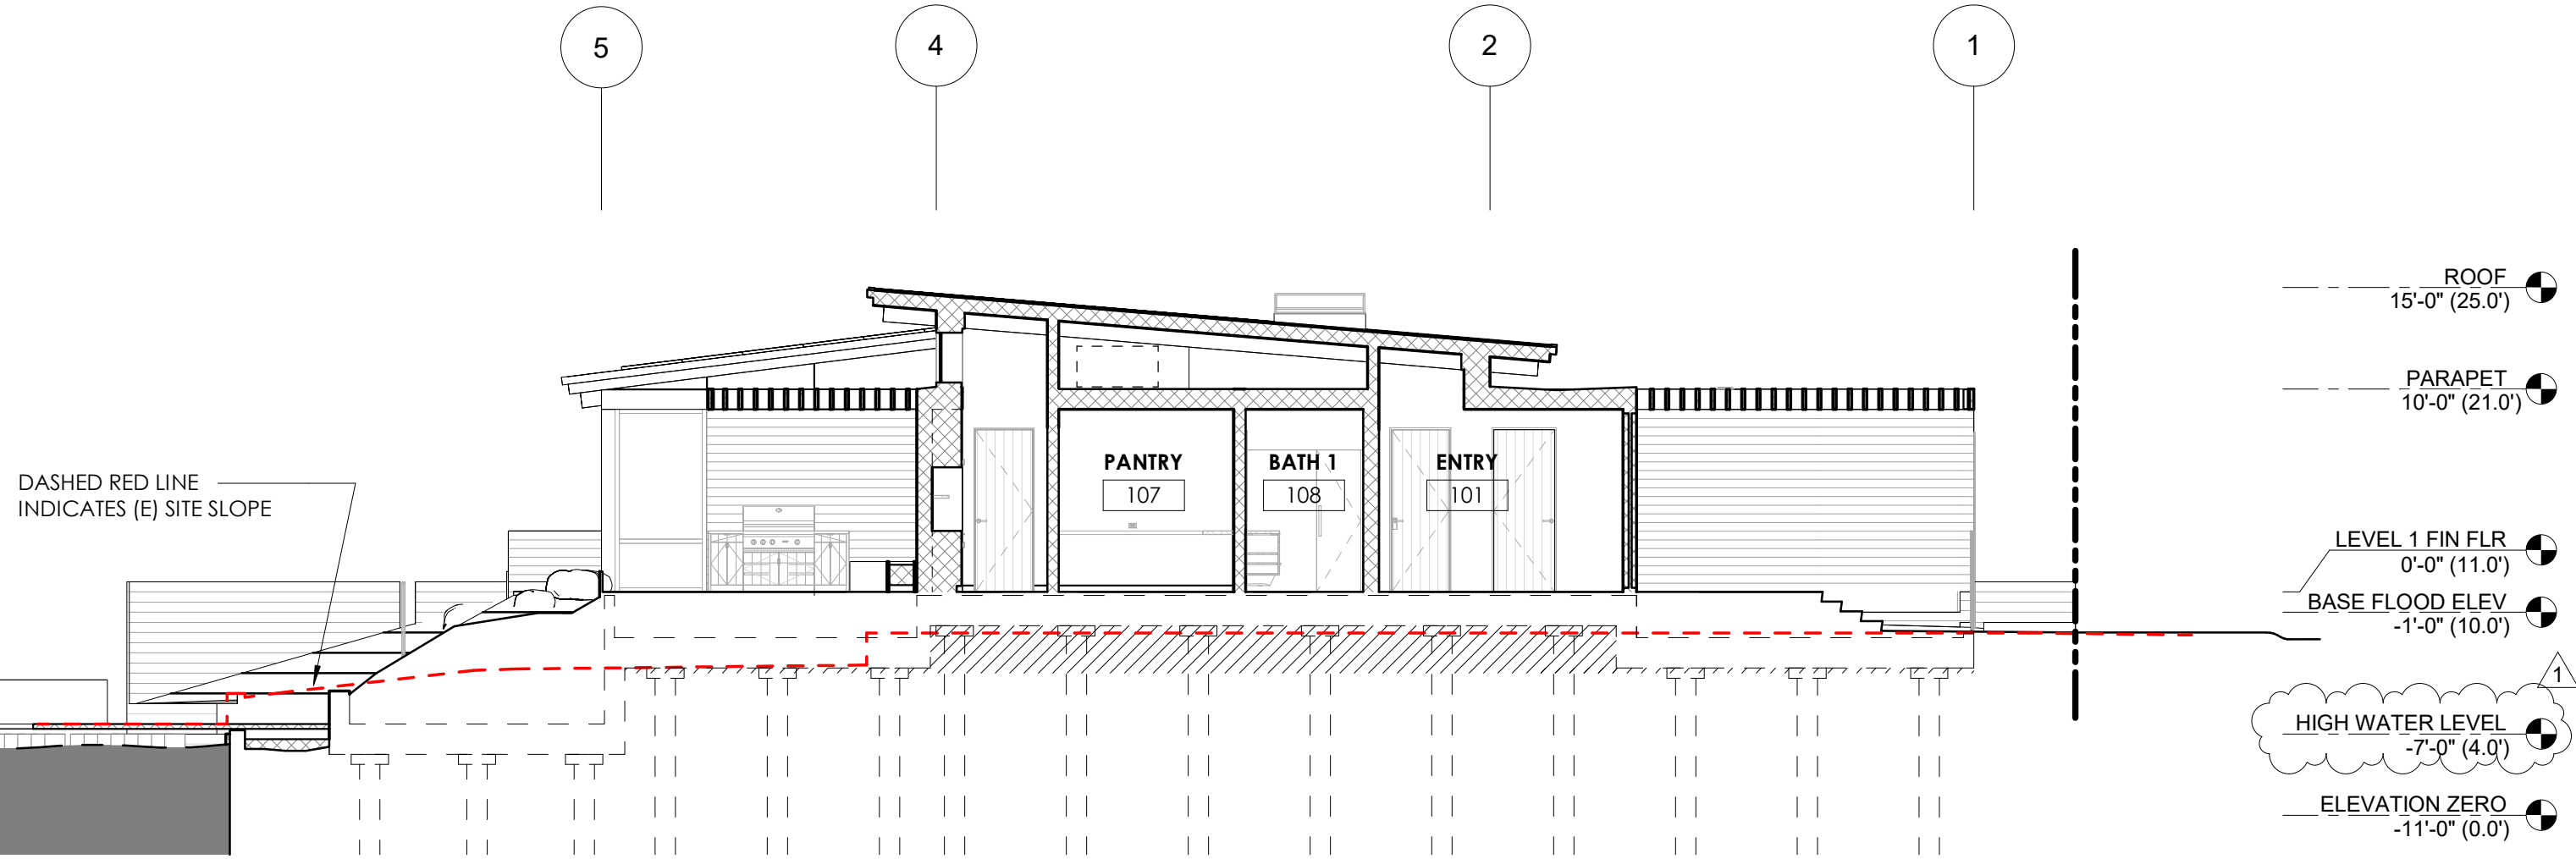 5
4
2
1
ROOF
15'-0" (25.0')
PARAPET
10'-0" (21.0')
DASHED RED LINE
INDICATES (E) SITE SLOPE
PANTRY
107
BATH 1
108
ENTRY
101
LEVEL 1 FIN FLR
0'-0" (11.0')
BASE FLOOD ELEV
-1'-0" (10.0')
1
HIGH WATER LEVEL
-7'-0" (4.0')
ELEVATION ZERO
-11'-0" (0.0')